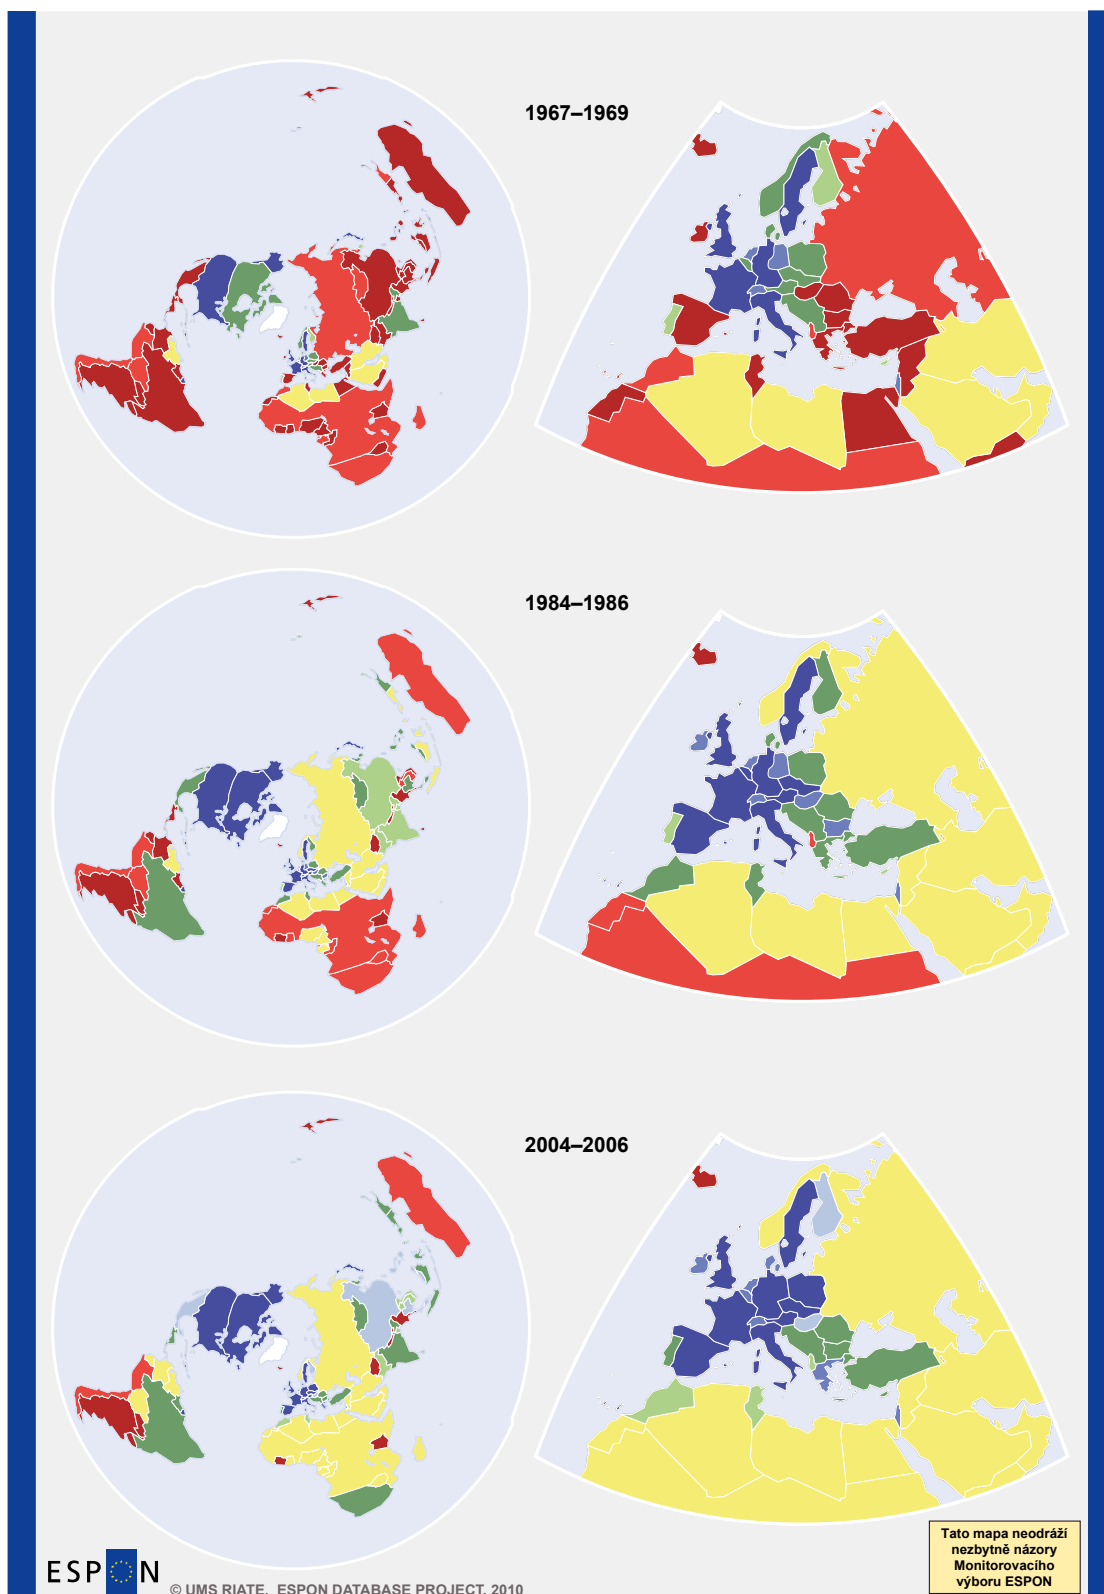 1967–1969
1984–1986
2004–2006
Tato mapa neodráží
nezbytně názory
Monitorovacího
výboru ESPON
ESPON
© UMS RIATE, ESPON DATABASE PROJECT, 2010